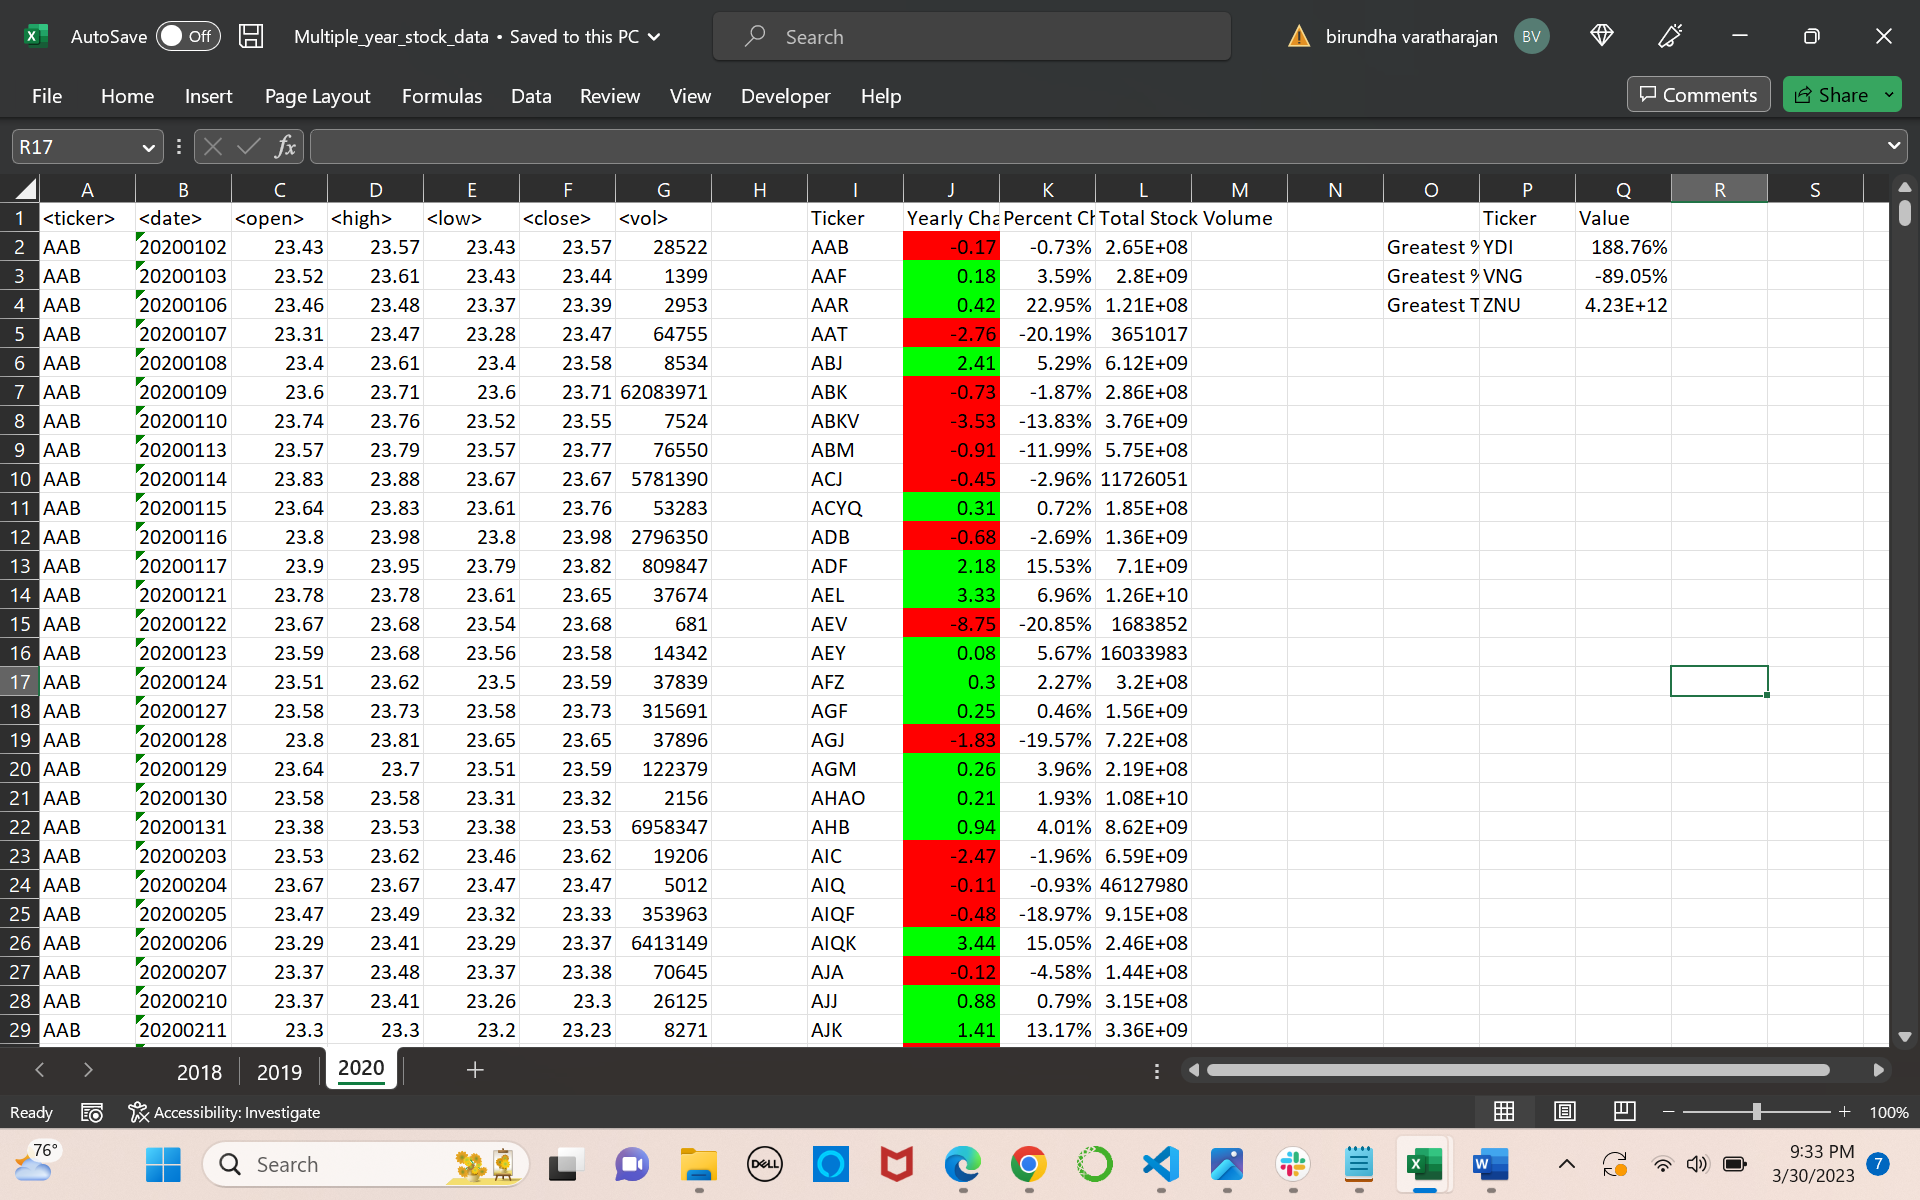 AutoSave Off Multiple_year_stock_data • Saved to this PC Search birundha varatharajan BV
File Home Insert Page Layout Formulas Data Review View Developer Help Comments Share
R17 fx
A B C D E F G H I J K L M N O P Q R S
1 <ticker> <date> <open> <high> <low> <close> <vol> Ticker Yearly Cha Percent Ch Total Stock Volume Ticker Value
2 AAB 20200102 23.43 23.57 23.43 23.57 28522 AAB -0.17 -0.73% 2.65E+08 Greatest % YDI 188.76%
3 AAB 20200103 23.52 23.61 23.43 23.44 1399 AAF 0.18 3.59% 2.8E+09 Greatest % VNG -89.05%
4 AAB 20200106 23.46 23.48 23.37 23.39 2953 AAR 0.42 22.95% 1.21E+08 Greatest T ZNU 4.23E+12
5 AAB 20200107 23.31 23.47 23.28 23.47 64755 AAT -2.76 -20.19% 3651017
6 AAB 20200108 23.4 23.61 23.4 23.58 8534 ABJ 2.41 5.29% 6.12E+09
7 AAB 20200109 23.6 23.71 23.6 23.71 62083971 ABK -0.73 -1.87% 2.86E+08
8 AAB 20200110 23.74 23.76 23.52 23.55 7524 ABKV -3.53 -13.83% 3.76E+09
9 AAB 20200113 23.57 23.79 23.57 23.77 76550 ABM -0.91 -11.99% 5.75E+08
10 AAB 20200114 23.83 23.88 23.67 23.67 5781390 ACJ -0.45 -2.96% 11726051
11 AAB 20200115 23.64 23.83 23.61 23.76 53283 ACYQ 0.31 0.72% 1.85E+08
12 AAB 20200116 23.8 23.98 23.8 23.98 2796350 ADB -0.68 -2.69% 1.36E+09
13 AAB 20200117 23.9 23.95 23.79 23.82 809847 ADF 2.18 15.53% 7.1E+09
14 AAB 20200121 23.78 23.78 23.61 23.65 37674 AEL 3.33 6.96% 1.26E+10
15 AAB 20200122 23.67 23.68 23.54 23.68 681 AEV -8.75 -20.85% 1683852
16 AAB 20200123 23.59 23.68 23.56 23.58 14342 AEY 0.08 5.67% 16033983
17 AAB 20200124 23.51 23.62 23.5 23.59 37839 AFZ 0.3 2.27% 3.2E+08
18 AAB 20200127 23.58 23.73 23.58 23.73 315691 AGF 0.25 0.46% 1.56E+09
19 AAB 20200128 23.8 23.81 23.65 23.65 37896 AGJ -1.83 -19.57% 7.22E+08
20 AAB 20200129 23.64 23.7 23.51 23.59 122379 AGM 0.26 3.96% 2.19E+08
21 AAB 20200130 23.58 23.58 23.31 23.32 2156 AHAO 0.21 1.93% 1.08E+10
22 AAB 20200131 23.38 23.53 23.38 23.53 6958347 AHB 0.94 4.01% 8.62E+09
23 AAB 20200203 23.53 23.62 23.46 23.62 19206 AIC -2.47 -1.96% 6.59E+09
24 AAB 20200204 23.67 23.67 23.47 23.47 5012 AIQ -0.11 -0.93% 46127980
25 AAB 20200205 23.47 23.49 23.32 23.33 353963 AIQF -0.48 -18.97% 9.15E+08
26 AAB 20200206 23.29 23.41 23.29 23.37 6413149 AIQK 3.44 15.05% 2.46E+08
27 AAB 20200207 23.37 23.48 23.37 23.38 70645 AJA -0.12 -4.58% 1.44E+08
28 AAB 20200210 23.37 23.41 23.26 23.3 26125 AJJ 0.88 0.79% 3.15E+08
29 AAB 20200211 23.3 23.3 23.2 23.23 8271 AJK 1.41 13.17% 3.36E+09
2018 2019 2020
Ready Accessibility: Investigate 100%
76° Search DELL 9:33 PM
3/30/2023 7